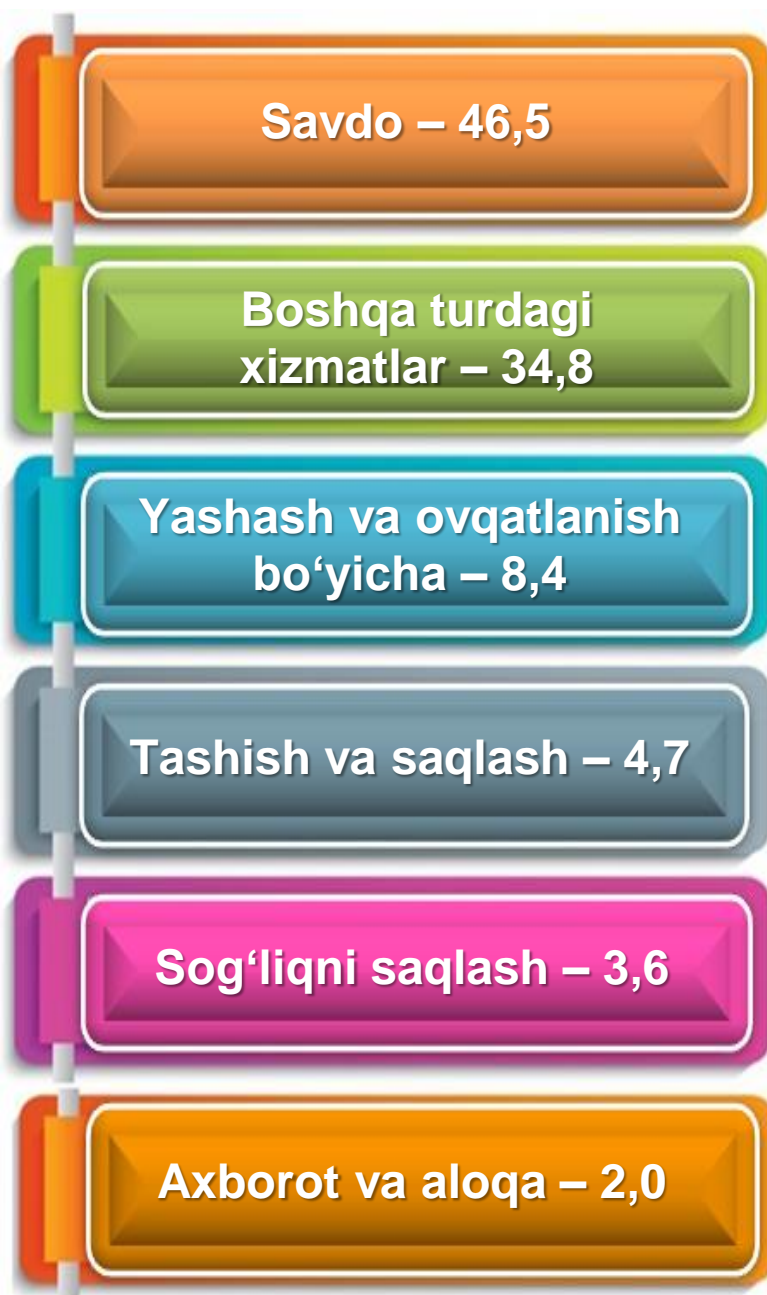 Savdo – 46,5
Boshqa turdagi
xizmatlar – 34,8
Yashash va ovqatlanish
bo‘yicha – 8,4
Tashish va saqlash – 4,7
Sog‘liqni saqlash – 3,6
Axborot va aloqa – 2,0